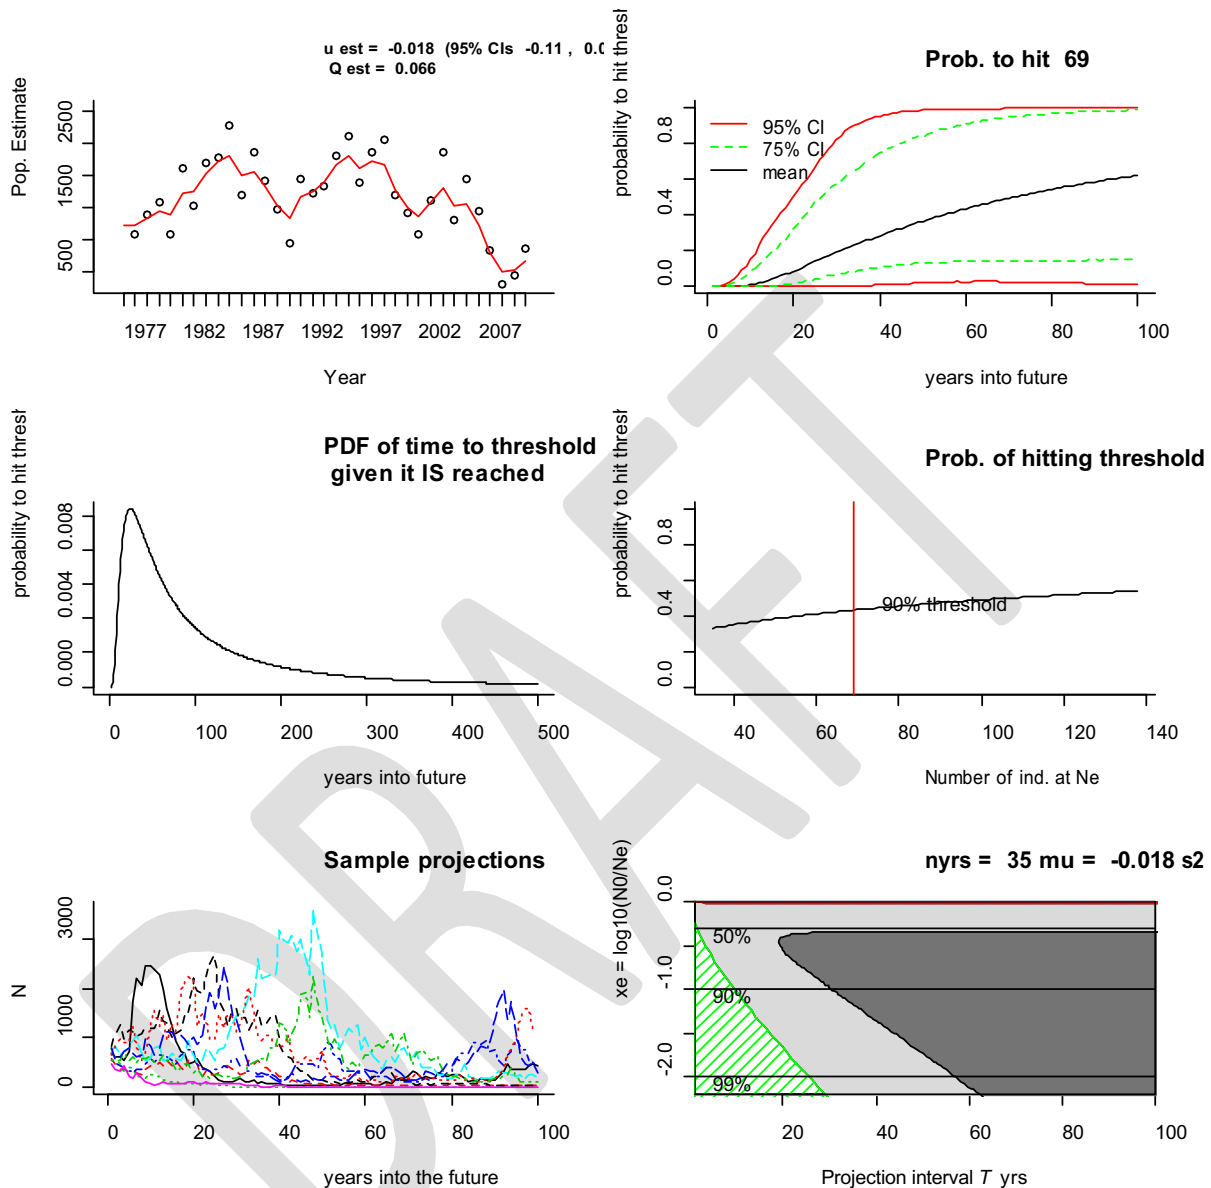 u est = -0.018 (95% CIs -0.11 , 0.0
Q est = 0.066
Pop. Estimate
500
1500
2500
1977 1982 1987 1992 1997 2002 2007
Year
Prob. to hit 69
probability to hit thresh
0.0
0.4
0.8
95% CI
75% CI
mean
0 20 40 60 80 100
years into future
PDF of time to threshold
given it IS reached
probability to hit thresh
0.000
0.004
0.008
0 100 200 300 400 500
years into future
Prob. of hitting threshold
probability to hit thresh
0.0
0.4
0.8
90% threshold
40 60 80 100 120 140
Number of ind. at Ne
Sample projections
N
0
1000
3000
0 20 40 60 80 100
years into the future
nyrs = 35 mu = -0.018 s2
xe = log10(N0/Ne)
0.0
-1.0
-2.0
50%
90%
99%
20 40 60 80 100
Projection interval T yrs
DRAFT